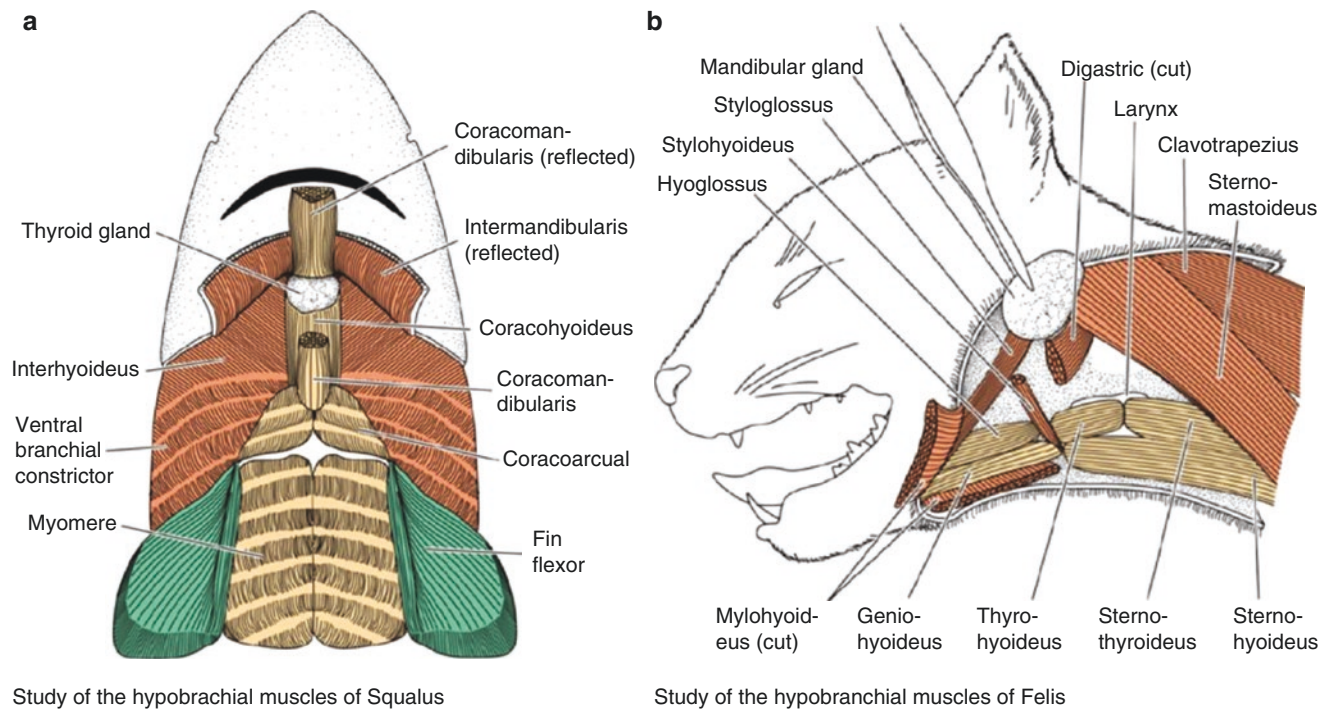 a
Coracoman-
dibularis (reflected)
Thyroid gland
Intermandibularis
(reflected)
Coracohyoideus
Interhyoideus
Coracoman-
dibularis
Ventral
branchial
constrictor
Coracoarcual
Myomere
Fin
flexor
Study of the hypobrachial muscles of Squalus
b
Mandibular gland
Digastric (cut)
Styloglossus
Larynx
Stylohyoideus
Clavotrapezius
Hyoglossus
Sterno-
mastoideus
Mylohyoid-
eus (cut)
Genio-
hyoideus
Thyro-
hyoideus
Sterno-
thyroideus
Sterno-
hyoideus
Study of the hypobranchial muscles of Felis